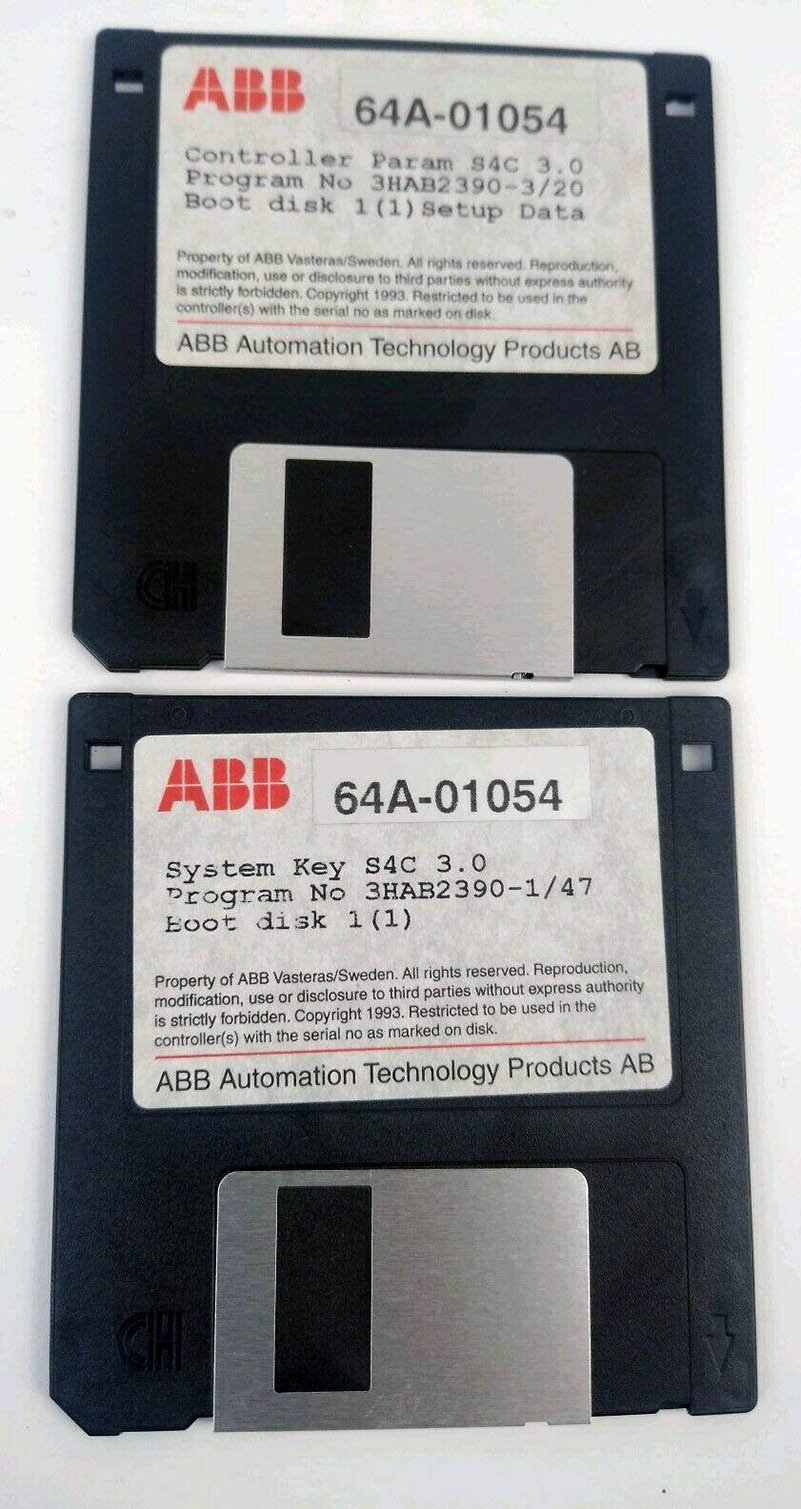 ABB 64A-01054
Controller Param S4C 3.0
Program No 3HAB2390-3/20
Boot disk 1(1)Setup Data
Property of ABB Vasteras/Sweden. All rights reserved. Reproduction,
modification, use or disclosure to third parties without express authority
is strictly forbidden. Copyright 1993. Restricted to be used in the
controller(s) with the serial no as marked on disk.
ABB Automation Technology Products AB
CH
ABB 64A-01054
System Key S4C 3.0
Program No 3HAB2390-1/47
Boot disk 1(1)
Property of ABB Vasteras/Sweden. All rights reserved. Reproduction,
modification, use or disclosure to third parties without express authority
is strictly forbidden. Copyright 1993. Restricted to be used in the
controller(s) with the serial no as marked on disk.
ABB Automation Technology Products AB
CH